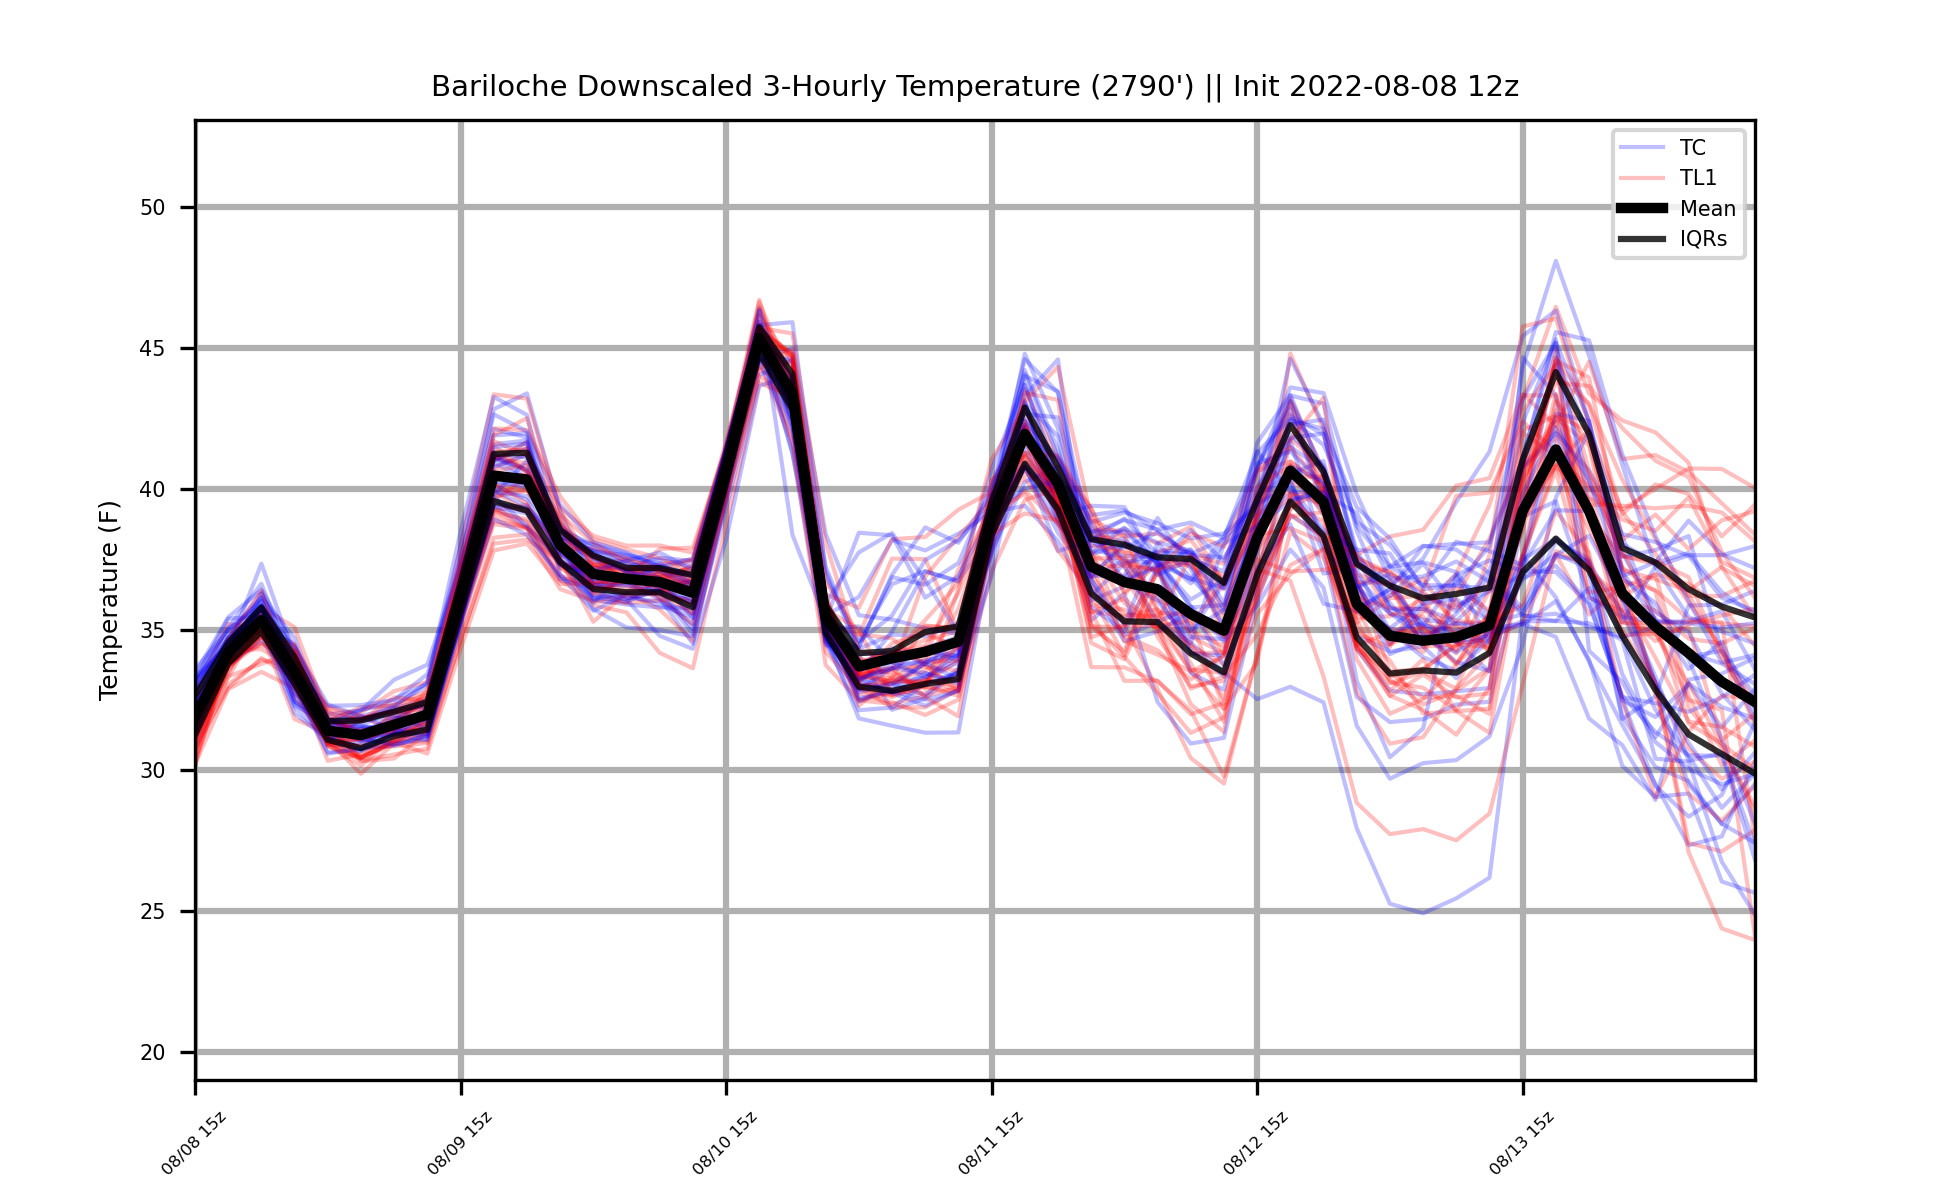 Bariloche Downscaled 3-Hourly Temperature (2790') || Init 2022-08-08 12z
TC
TL1
Mean
IQRs
Temperature (F)
50
45
40
35
30
25
20
08/08 15z
08/09 15z
08/10 15z
08/11 15z
08/12 15z
08/13 15z